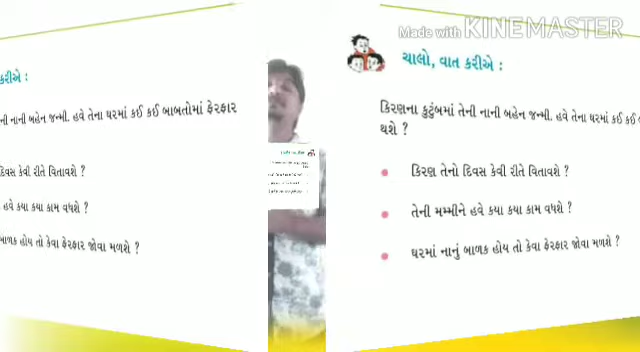 Made with KINEMASTER
કરીએ :
ની નાની બહેન જન્મી. હવે તેના ઘરમાં કઈ કઈ બાબતોમાં ફેરફાર
દિવસ કેવી રીતે વિતાવશે ?
હવે કયા કયા કામ વધશે ?
બાળક હોય તો કેવા ફેરફાર જોવા મળશે ?
ચાલો, વાત કરીએ :
કિરણના કુટુંબમાં તેની નાની બહેન જન્મી. હવે તેના ઘરમાં કઈ કઈ
થશે ?
કિરણ તેનો દિવસ કેવી રીતે વિતાવશે ?
તેની મમ્મીને હવે કયા કયા કામ વધશે ?
ઘરમાં નાનું બાળક હોય તો કેવા ફેરફાર જોવા મળશે ?